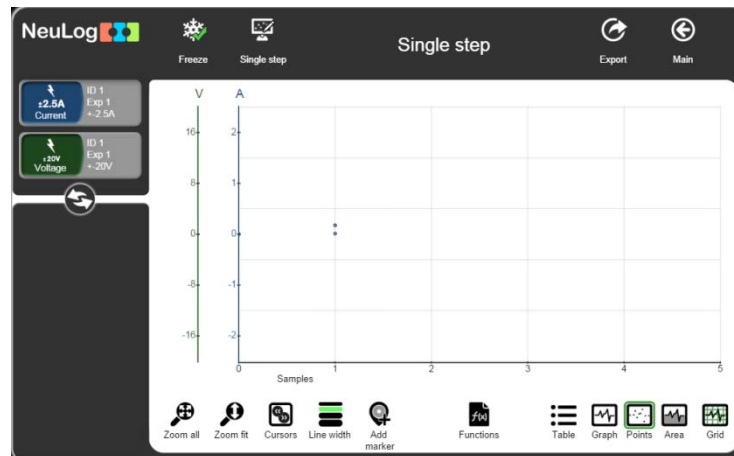 NeuLog
Freeze
Single step
Single step
Export
Main
±2.5A
Current
ID 1
Exp 1
+-2.5A
±20V
Voltage
ID 1
Exp 1
+-20V
V A
16 2
8 1
0 0
-8 -1
-16 -2
0 1 2 3 4 5
Samples
Zoom all
Zoom fit
Cursors
Line width
Add
marker
f(x)
Functions
Table
Graph
Points
Area
Grid